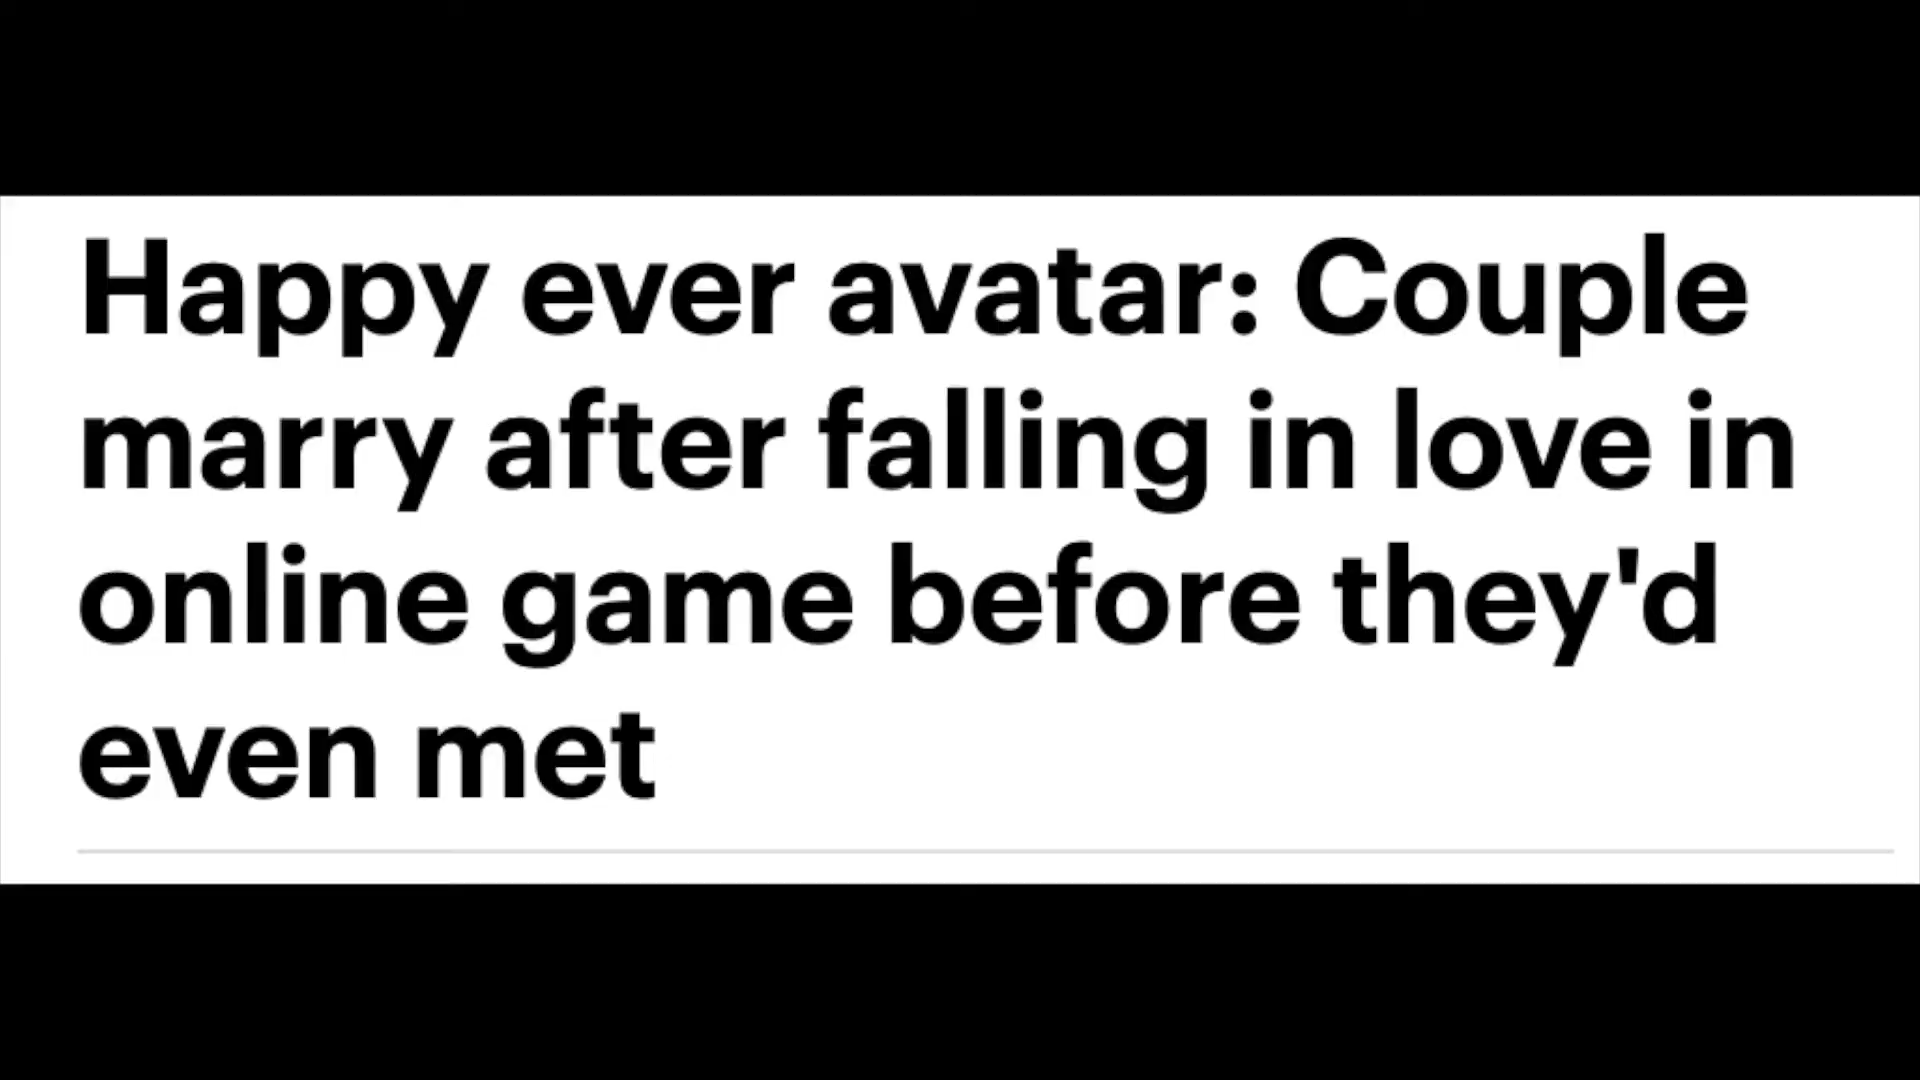 Happy ever avatar: Couple
marry after falling in love in
online game before they'd
even met